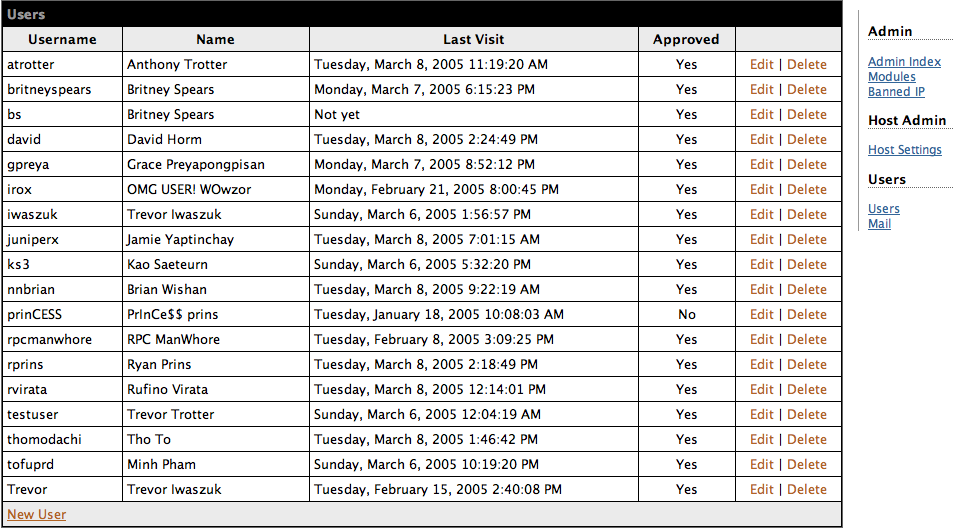 Users
Username Name Last Visit Approved
atrotter Anthony Trotter Tuesday, March 8, 2005 11:19:20 AM Yes Edit | Delete
britneyspears Britney Spears Monday, March 7, 2005 6:15:23 PM Yes Edit | Delete
bs Britney Spears Not yet Yes Edit | Delete
david David Horm Tuesday, March 8, 2005 2:24:49 PM Yes Edit | Delete
gpreya Grace Preyapongpisan Monday, March 7, 2005 8:52:12 PM Yes Edit | Delete
irox OMG USER! WOwzor Monday, February 21, 2005 8:00:45 PM Yes Edit | Delete
iwaszuk Trevor Iwaszuk Sunday, March 6, 2005 1:56:57 PM Yes Edit | Delete
juniperx Jamie Yaptinchay Tuesday, March 8, 2005 7:01:15 AM Yes Edit | Delete
ks3 Kao Saeteurn Sunday, March 6, 2005 5:32:20 PM Yes Edit | Delete
nnbrian Brian Wishan Tuesday, March 8, 2005 9:22:19 AM Yes Edit | Delete
prinCESS PrInCe$$ prins Tuesday, January 18, 2005 10:08:03 AM No Edit | Delete
rpcmanwhore RPC ManWhore Tuesday, February 8, 2005 3:09:25 PM Yes Edit | Delete
rprins Ryan Prins Tuesday, March 8, 2005 2:18:49 PM Yes Edit | Delete
rvirata Rufino Virata Tuesday, March 8, 2005 12:14:01 PM Yes Edit | Delete
testuser Trevor Trotter Sunday, March 6, 2005 12:04:19 AM Yes Edit | Delete
thomodachi Tho To Tuesday, March 8, 2005 1:46:42 PM Yes Edit | Delete
tofuprd Minh Pham Sunday, March 6, 2005 10:19:20 PM Yes Edit | Delete
Trevor Trevor Iwaszuk Tuesday, February 15, 2005 2:40:08 PM Yes Edit | Delete
New User
Admin
Admin Index
Modules
Banned IP
Host Admin
Host Settings
Users
Users
Mail